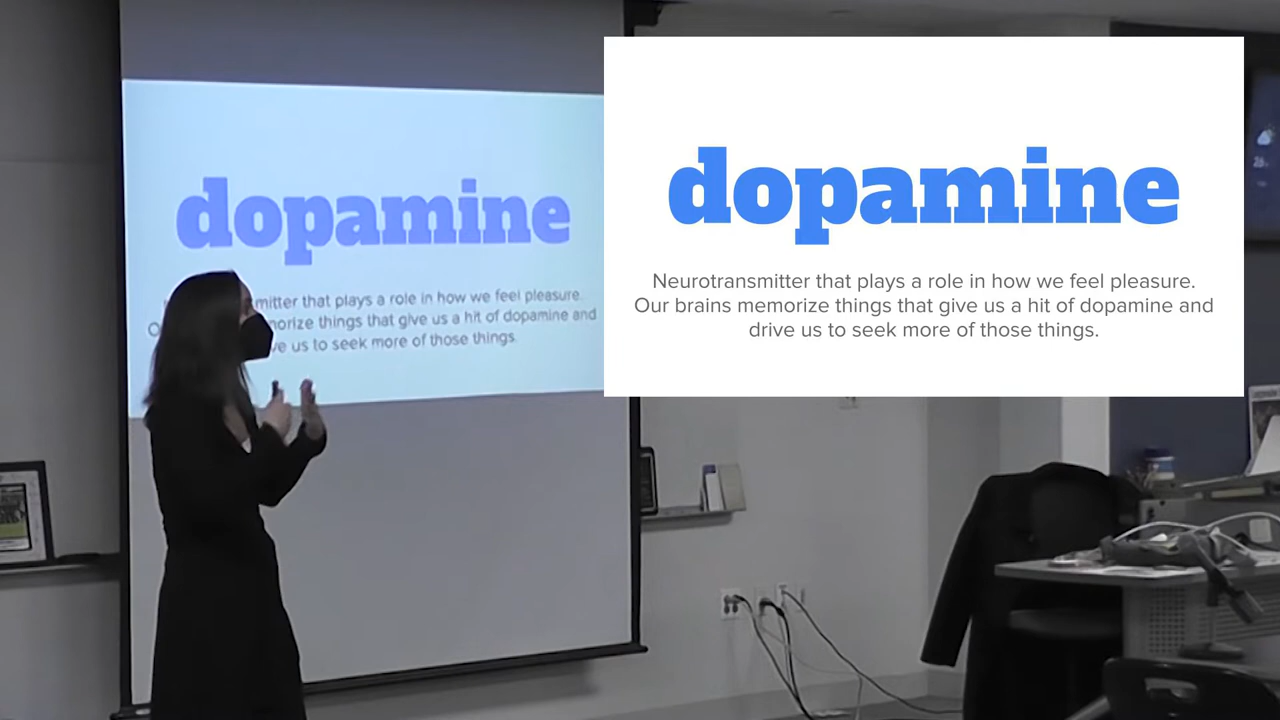 dopamine
mitter that plays a role in how we feel pleasure.
norize things that give us a hit of dopamine and
ve us to seek more of those things.
dopamine
Neurotransmitter that plays a role in how we feel pleasure.
Our brains memorize things that give us a hit of dopamine and
drive us to seek more of those things.